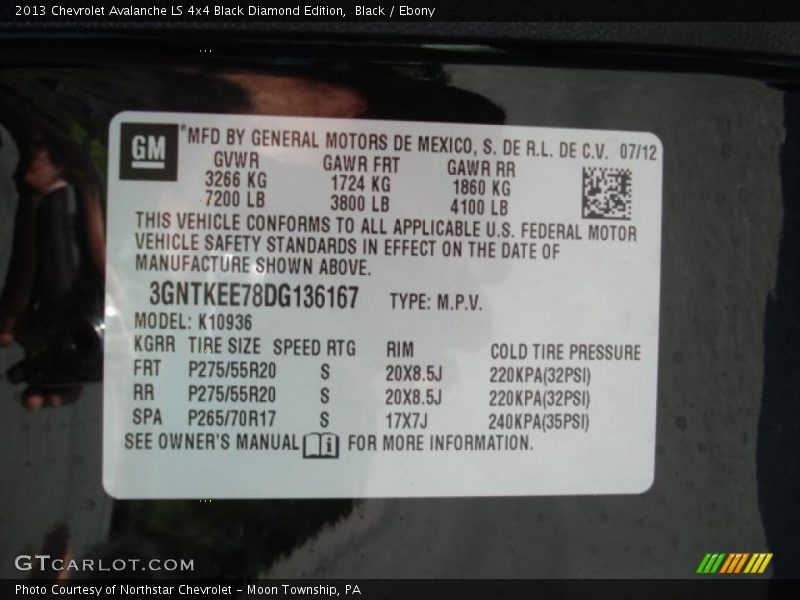 2013 Chevrolet Avalanche LS 4x4 Black Diamond Edition, Black / Ebony
GM
MFD BY GENERAL MOTORS DE MEXICO, S. DE R.L. DE C.V. 07/12
GVWR GAWR FRT GAWR RR
3266 KG 1724 KG 1860 KG
7200 LB 3800 LB 4100 LB
THIS VEHICLE CONFORMS TO ALL APPLICABLE U.S. FEDERAL MOTOR
VEHICLE SAFETY STANDARDS IN EFFECT ON THE DATE OF
MANUFACTURE SHOWN ABOVE.
3GNTKEE78DG136167 TYPE: M.P.V.
MODEL: K10936
KGRR TIRE SIZE SPEED RTG RIM COLD TIRE PRESSURE
FRT P275/55R20 S 20X8.5J 220KPA(32PSI)
RR P275/55R20 S 20X8.5J 220KPA(32PSI)
SPA P265/70R17 S 17X7J 240KPA(35PSI)
SEE OWNER'S MANUAL i FOR MORE INFORMATION.
GTCARLOT.COM
Photo Courtesy of Northstar Chevrolet - Moon Township, PA